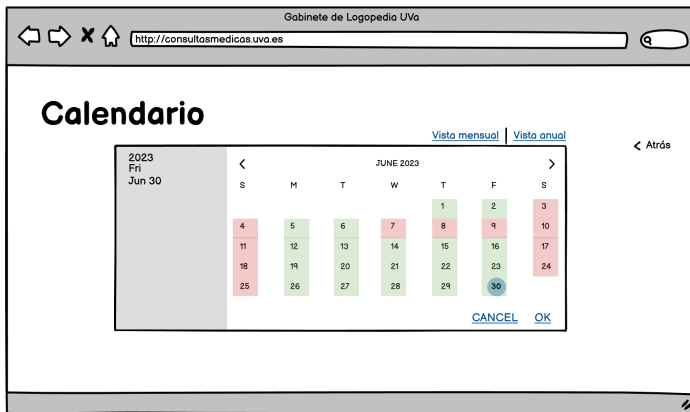 Gabinete de Logopedia UVa
http://consultasmedicas.uva.es
Calendario
Vista mensual Vista anual
< Atrás
2023
Fri
Jun 30
< JUNE 2023 >
S M T W T F S
1 2 3
4 5 6 7 8 9 10
11 12 13 14 15 16 17
18 19 20 21 22 23 24
25 26 27 28 29 30
CANCEL OK